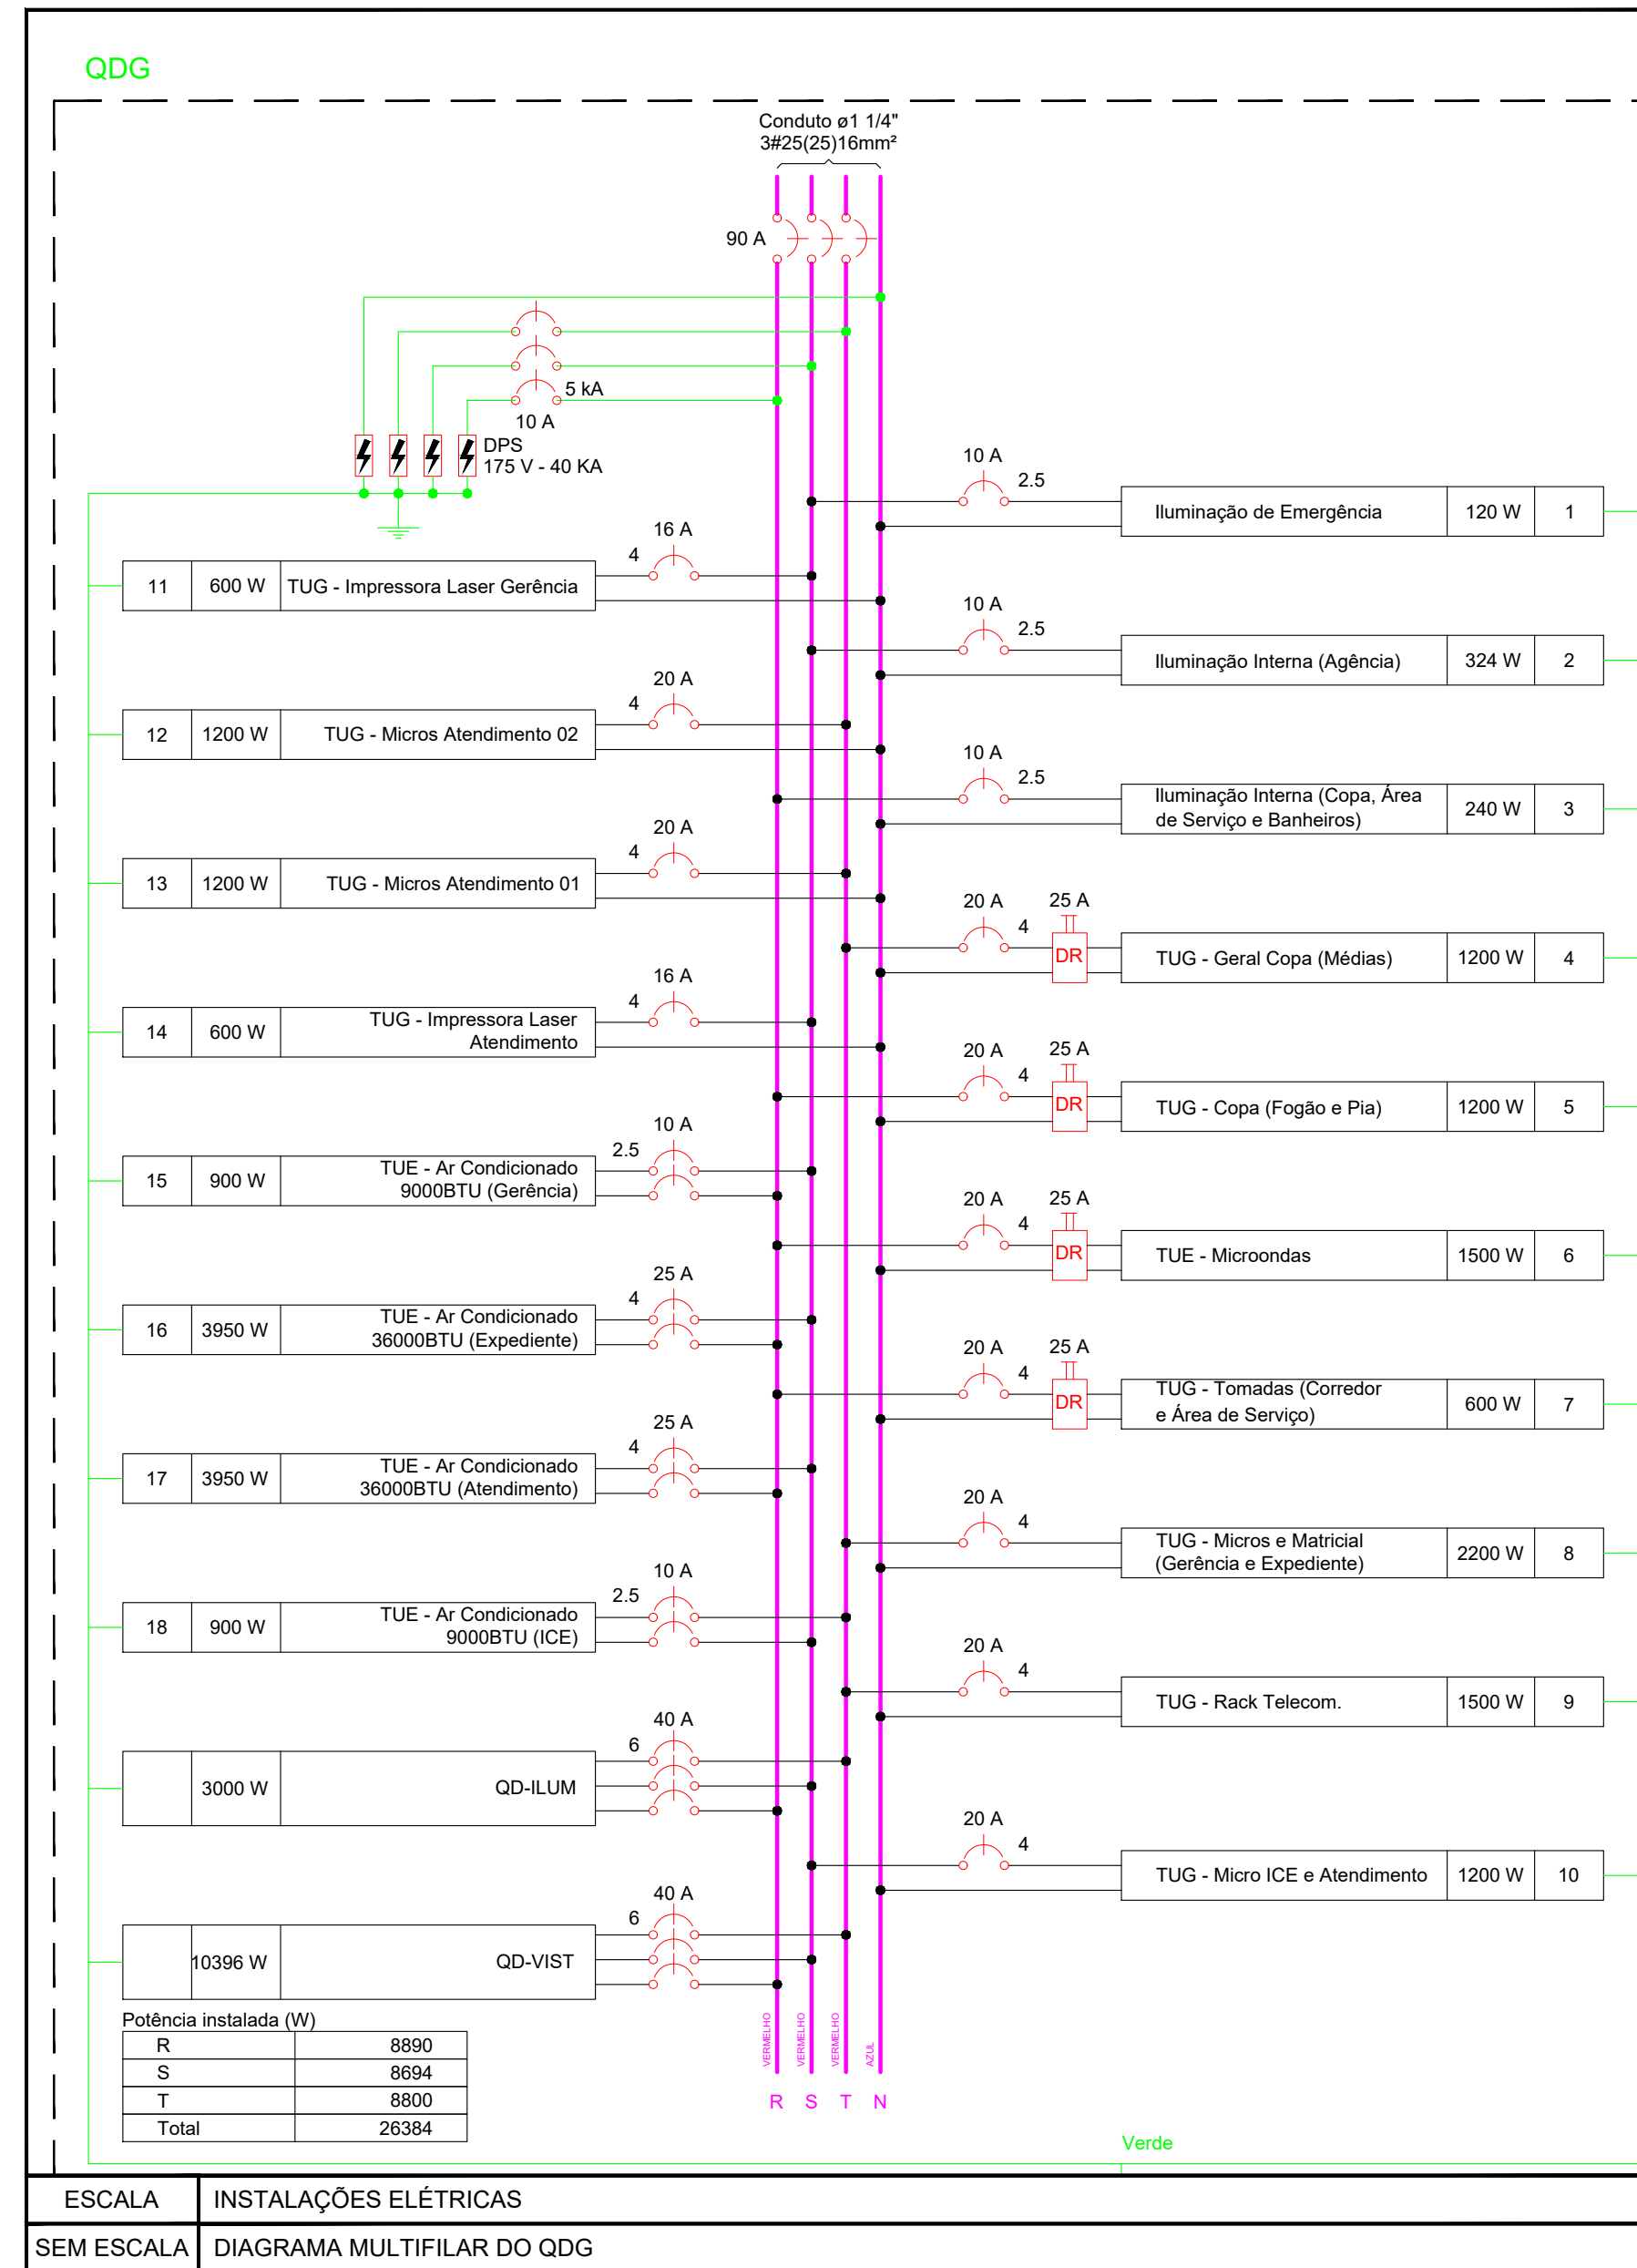 QDG
Conduto ø1 1/4"
3#25(25)16mm²
90 A
5 kA
10 A
DPS
175 V - 40 KA
10 A
2.5
Iluminação de Emergência 120 W 1
16 A
4
11 600 W TUG - Impressora Laser Gerência
10 A
2.5
Iluminação Interna (Agência) 324 W 2
20 A
4
12 1200 W TUG - Micros Atendimento 02
10 A
2.5
Iluminação Interna (Copa, Área
de Serviço e Banheiros) 240 W 3
20 A
4
13 1200 W TUG - Micros Atendimento 01
20 A 25 A
4
DR
TUG - Geral Copa (Médias) 1200 W 4
16 A
4
14 600 W TUG - Impressora Laser
Atendimento
20 A 25 A
4
DR
TUG - Copa (Fogão e Pia) 1200 W 5
10 A
2.5
15 900 W TUE - Ar Condicionado
9000BTU (Gerência)
20 A 25 A
4
DR
TUE - Microondas 1500 W 6
25 A
4
16 3950 W TUE - Ar Condicionado
36000BTU (Expediente)
20 A 25 A
4
DR
TUG - Tomadas (Corredor
e Área de Serviço) 600 W 7
25 A
4
17 3950 W TUE - Ar Condicionado
36000BTU (Atendimento)
20 A
4
TUG - Micros e Matricial
(Gerência e Expediente) 2200 W 8
10 A
2.5
18 900 W TUE - Ar Condicionado
9000BTU (ICE)
20 A
4
TUG - Rack Telecom. 1500 W 9
40 A
6
3000 W QD-ILUM
20 A
4
TUG - Micro ICE e Atendimento 1200 W 10
40 A
6
10396 W QD-VIST
Potência instalada (W)
R 8890
S 8694
T 8800
Total 26384
VERMELHO VERMELHO VERMELHO AZUL
R S T N
Verde
ESCALA INSTALAÇÕES ELÉTRICAS
SEM ESCALA DIAGRAMA MULTIFILAR DO QDG